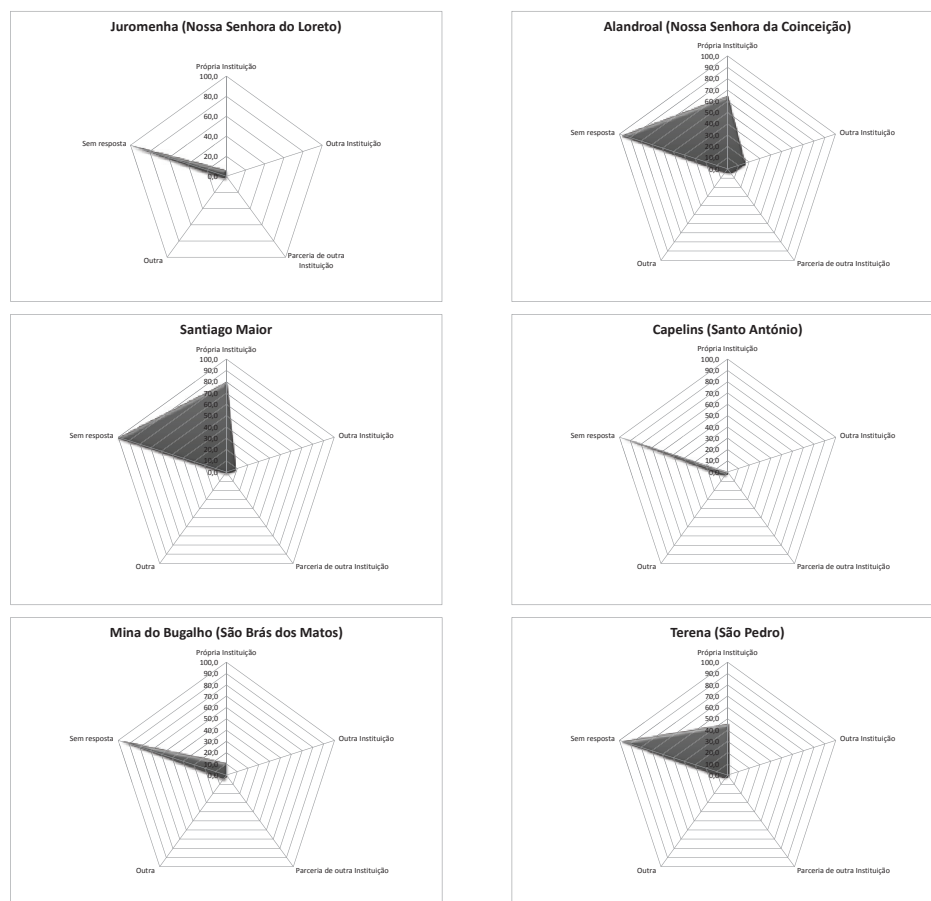 Juromenha (Nossa Senhora do Loreto)
Própria Instituição
100,0
80,0
60,0
40,0
20,0
0,0
Sem resposta
Outra Instituição
Outra
Parceria de outra
Instituição
Alandroal (Nossa Senhora da Coinceição)
Própria Instituição
100,0
90,0
80,0
70,0
60,0
50,0
40,0
30,0
20,0
10,0
0,0
Sem resposta
Outra Instituição
Outra
Parceria de outra Instituição
Santiago Maior
Própria Instituição
100,0
90,0
80,0
70,0
60,0
50,0
40,0
30,0
20,0
10,0
0,0
Sem resposta
Outra Instituição
Outra
Parceria de outra Instituição
Capelins (Santo António)
Própria Instituição
100,0
90,0
80,0
70,0
60,0
50,0
40,0
30,0
20,0
10,0
0,0
Sem resposta
Outra Instituição
Outra
Parceria de outra Instituição
Mina do Bugalho (São Brás dos Matos)
Própria Instituição
100,0
90,0
80,0
70,0
60,0
50,0
40,0
30,0
20,0
10,0
0,0
Sem resposta
Outra Instituição
Outra
Parceria de outra Instituição
Terena (São Pedro)
Própria Instituição
100,0
90,0
80,0
70,0
60,0
50,0
40,0
30,0
20,0
10,0
0,0
Sem resposta
Outra Instituição
Outra
Parceria de outra Instituição